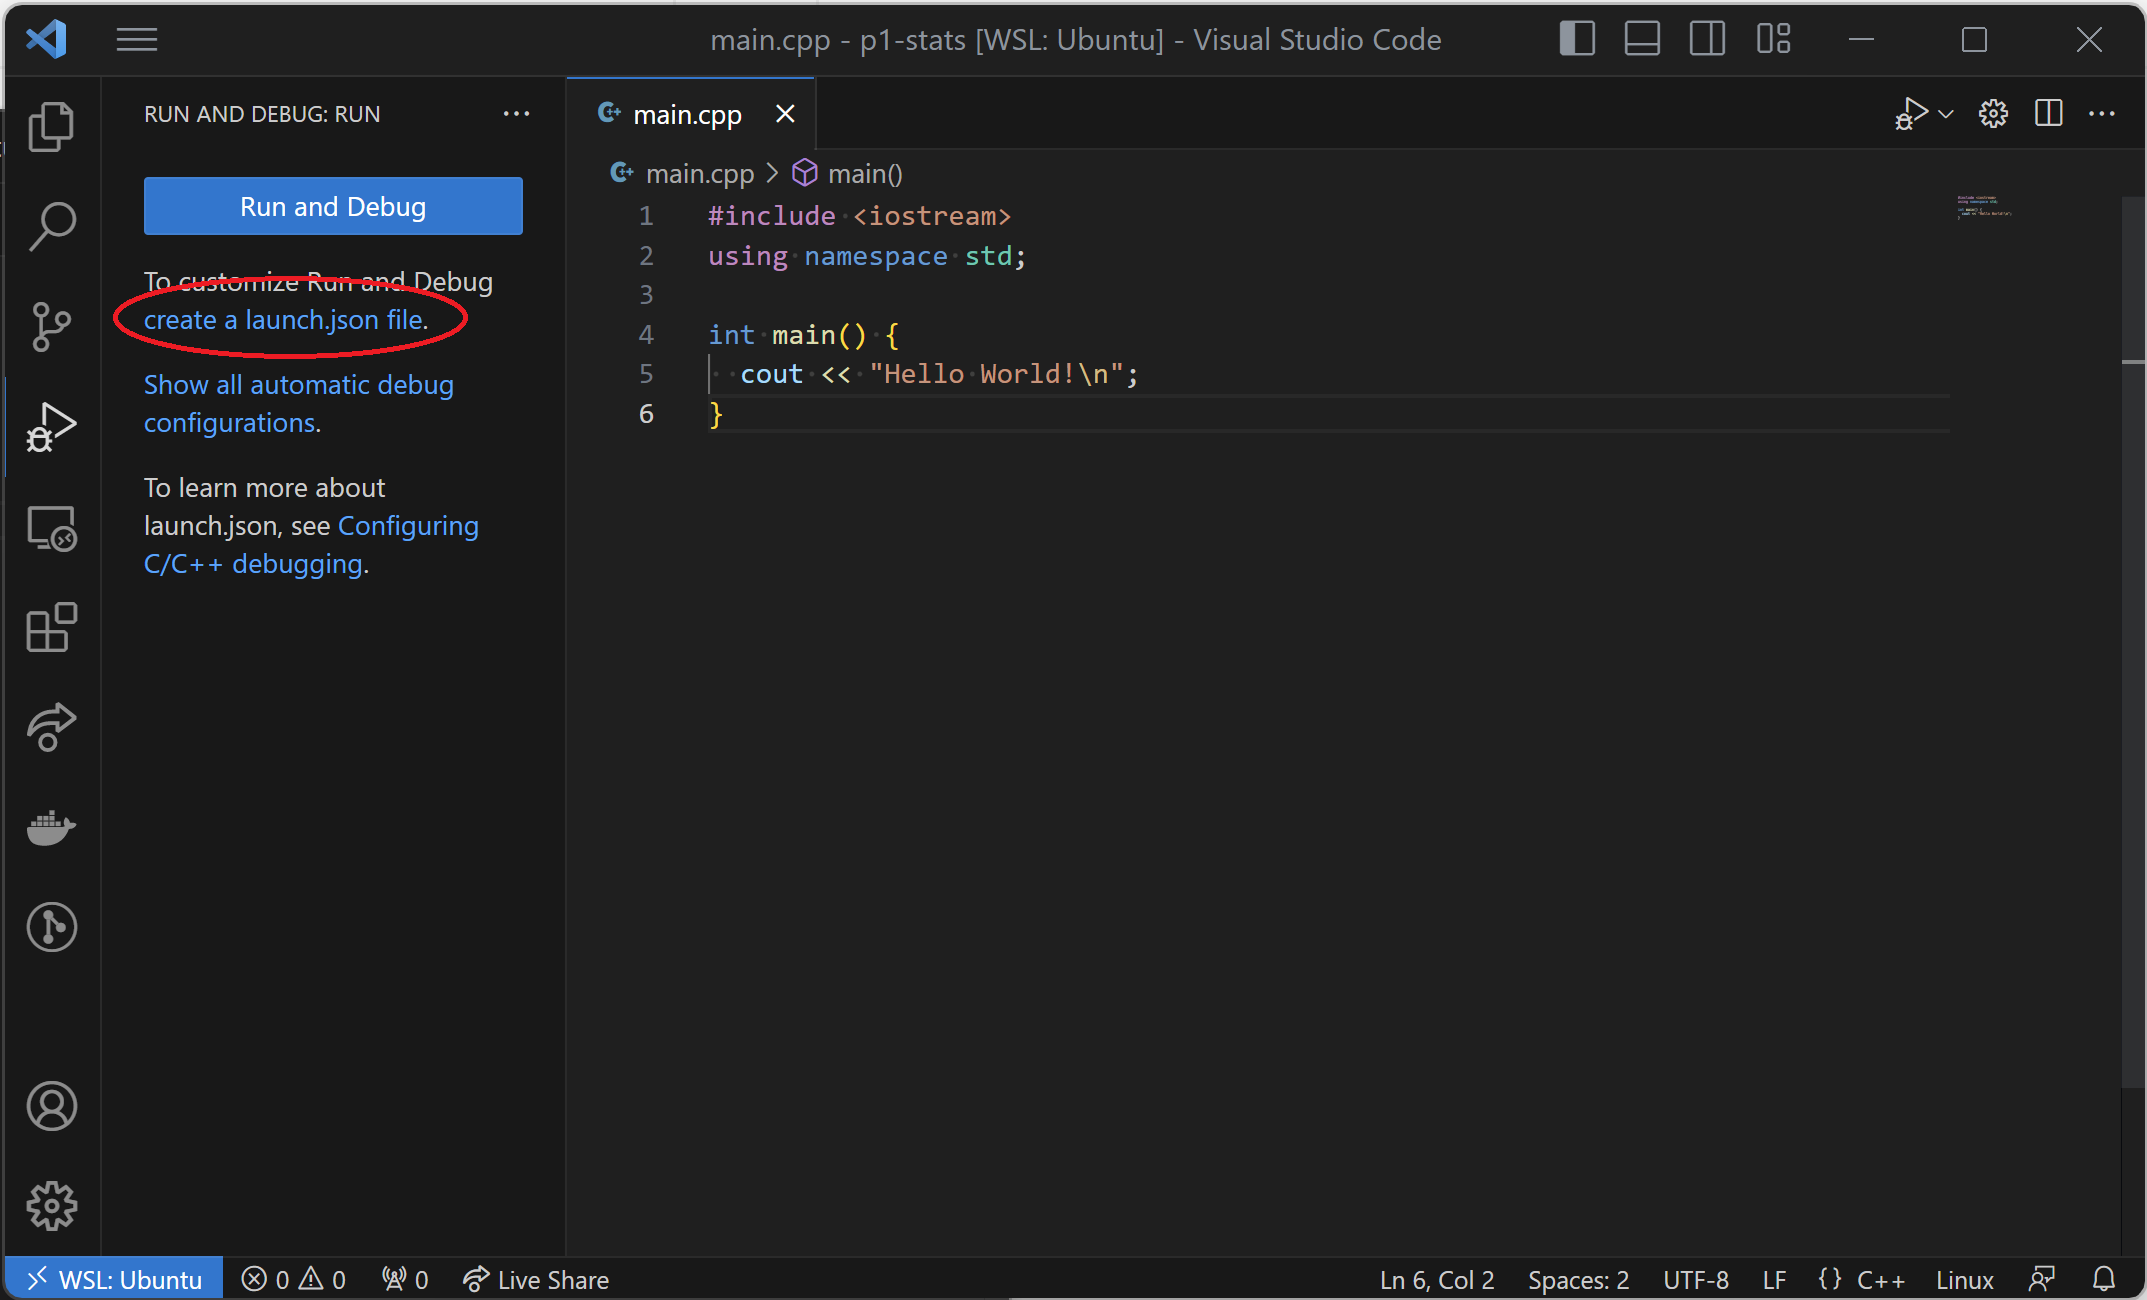 main.cpp - p1-stats [WSL: Ubuntu] - Visual Studio Code
RUN AND DEBUG: RUN
Run and Debug
To customize Run and Debug
create a launch.json file.
Show all automatic debug
configurations.
To learn more about
launch.json, see Configuring
C/C++ debugging.
main.cpp
main.cpp > main()
1 #include <iostream>
2 using namespace std;
3
4 int main() {
5 cout << "Hello World!\n";
6 }
WSL: Ubuntu 0 0 0 Live Share Ln 6, Col 2 Spaces: 2 UTF-8 LF {} C++ Linux